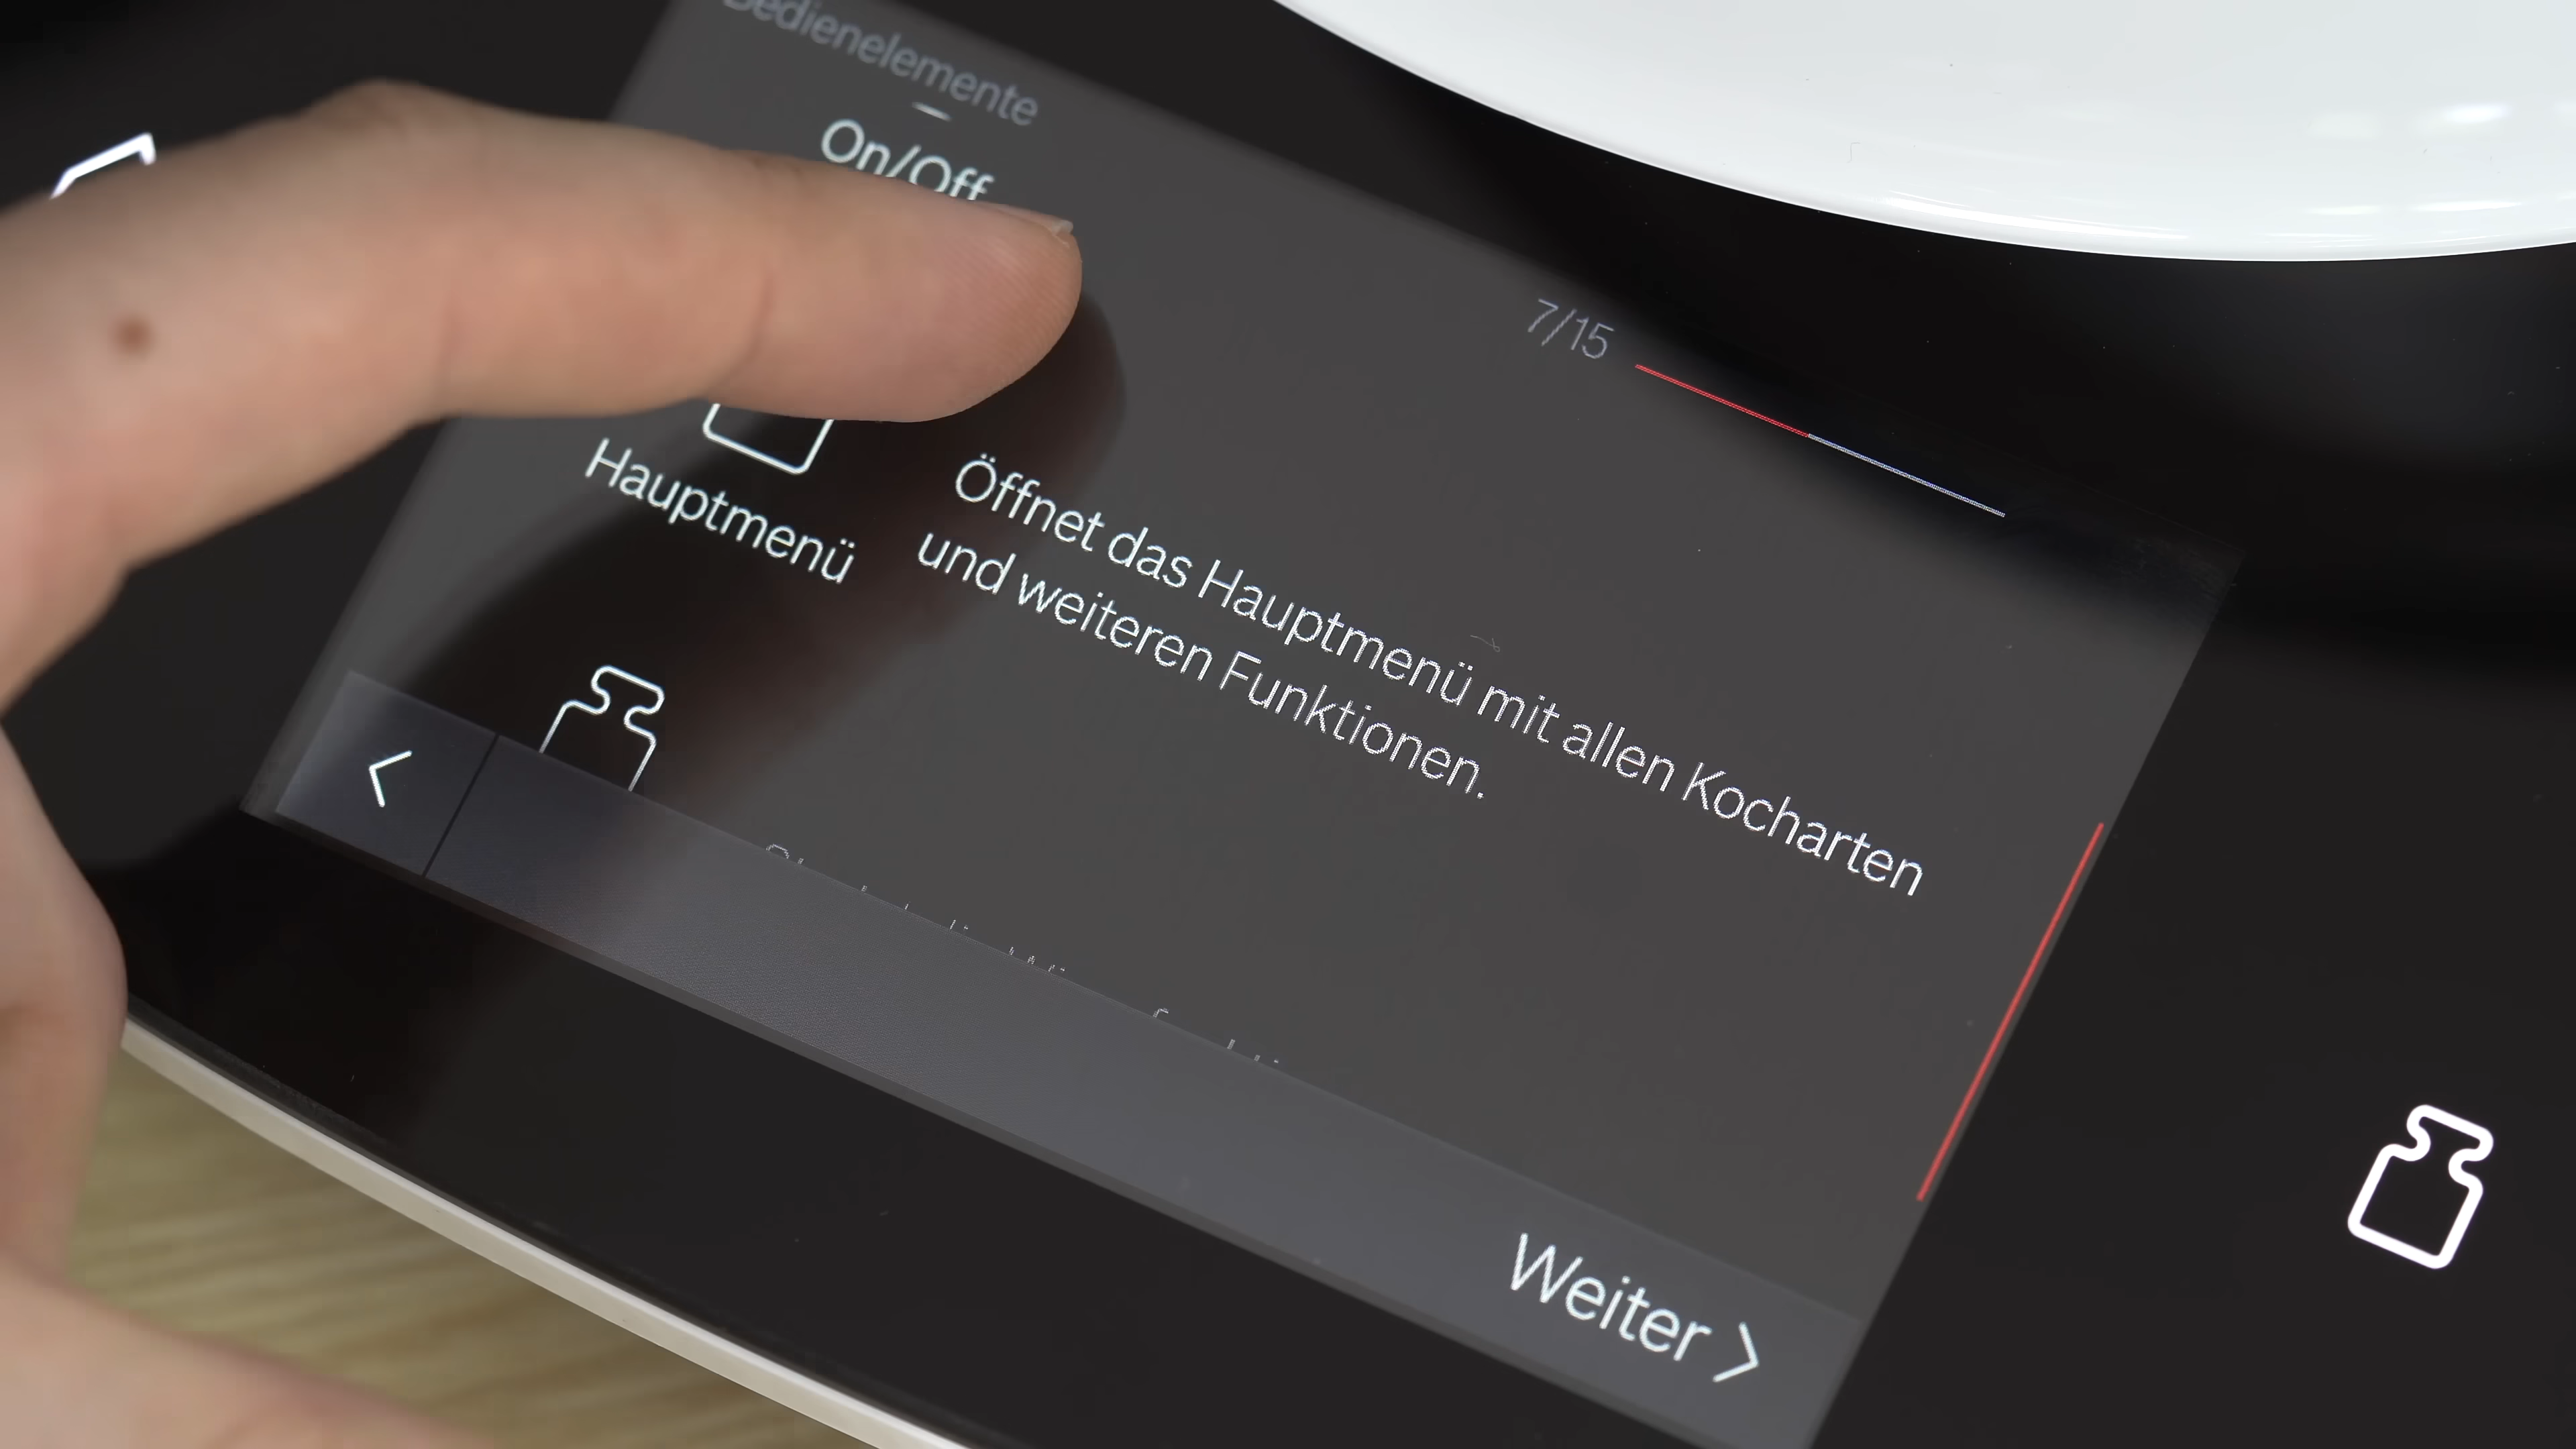 Bedienelemente
On/Off
7/15
Hauptmenü
Öffnet das Hauptmenü mit allen Kocharten
und weiteren Funktionen.
Weiter